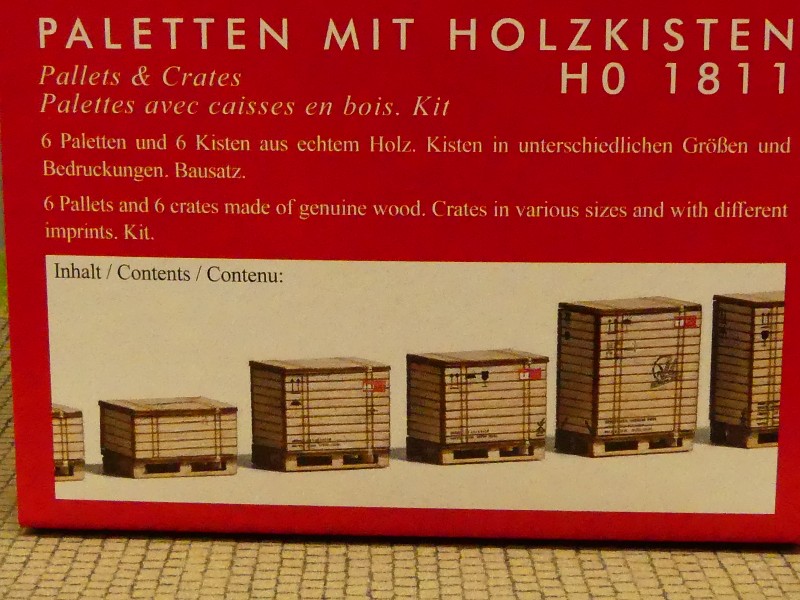 PALETTEN MIT HOLZKISTEN
Pallets & Crates
H0 1811
Palettes avec caisses en bois. Kit
6 Paletten und 6 Kisten aus echtem Holz. Kisten in unterschiedlichen Größen und
Bedruckungen. Bausatz.
6 Pallets and 6 crates made of genuine wood. Crates in various sizes and with different
imprints. Kit.
Inhalt / Contents / Contenu: